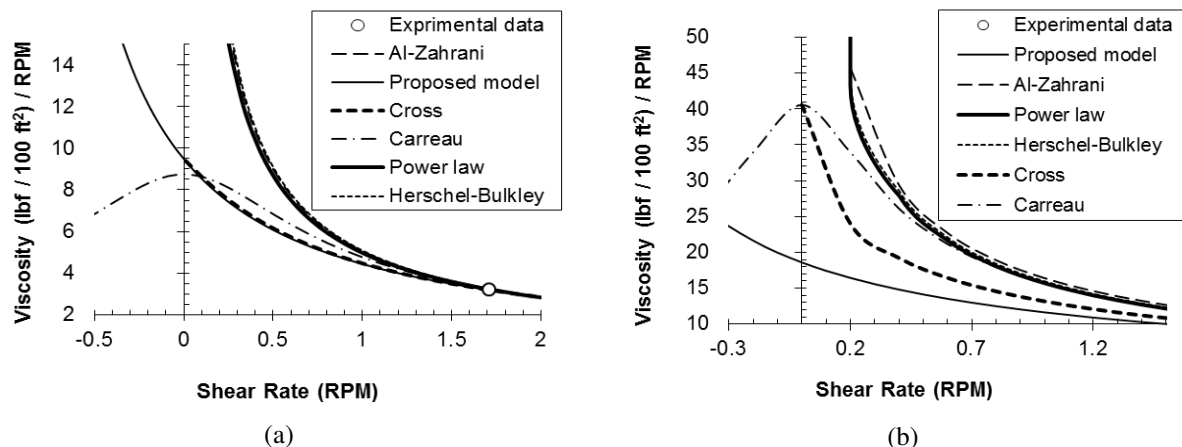 (a)
Viscosity (lbf / 100 ft²) / RPM
14
12
10
8
6
4
2
-0.5
0
0.5
1
1.5
2
Shear Rate (RPM)
Exprimental data
Al-Zahrani
Proposed model
Cross
Carreau
Power law
Herschel-Bulkley
(a)
(b)
Viscosity (lbf / 100 ft²) / RPM
50
45
40
35
30
25
20
15
10
-0.3
0.2
0.7
1.2
Shear Rate (RPM)
Experimental data
Proposed model
Al-Zahrani
Power law
Herschel-Bulkley
Cross
Carreau
(b)